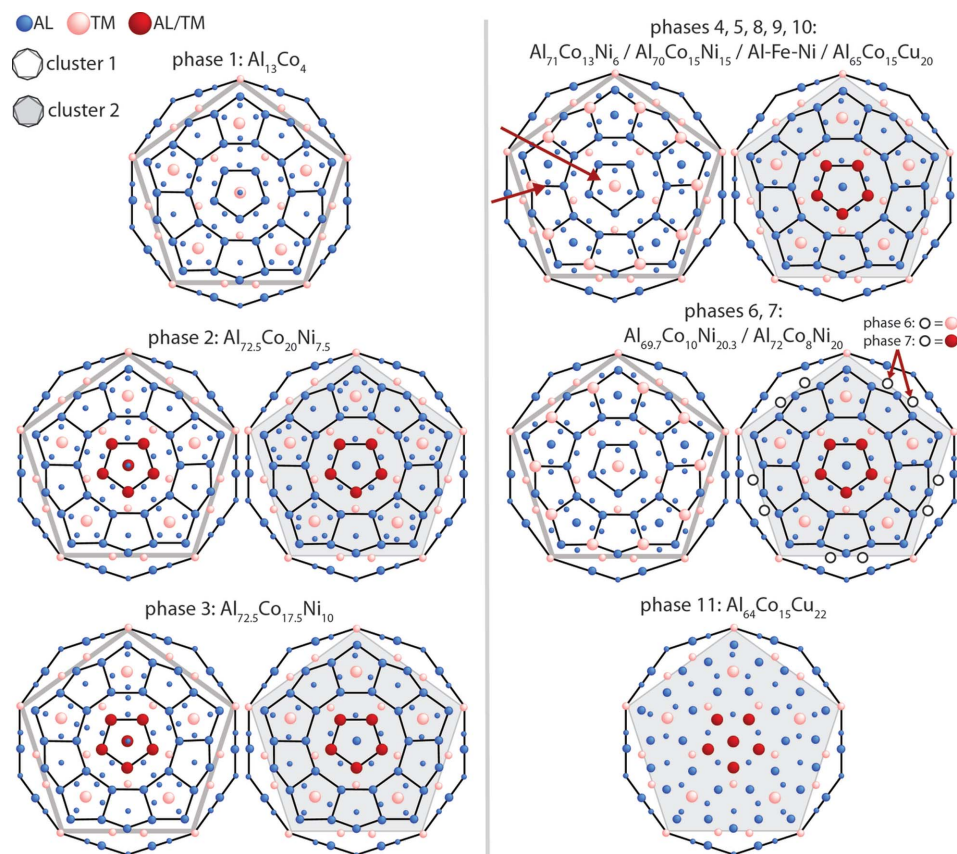 AL TM AL/TM
cluster 1
cluster 2
phase 1: Al₁₃Co₄
phase 2: Al₇₂.₅Co₂₀Ni₇.₅
phase 3: Al₇₂.₅Co₁₇.₅Ni₁₀
phases 4, 5, 8, 9, 10:
Al₇₁Co₁₃Ni₆ / Al₇₀Co₁₅Ni₁₅ / Al-Fe-Ni / Al₆₅Co₁₅Cu₂₀
phases 6, 7:
Al₆₉.₇Co₁₀Ni₂₀.₃ / Al₇₂Co₈Ni₂₀
phase 6: =
phase 7: =
phase 11: Al₆₄Co₁₅Cu₂₂